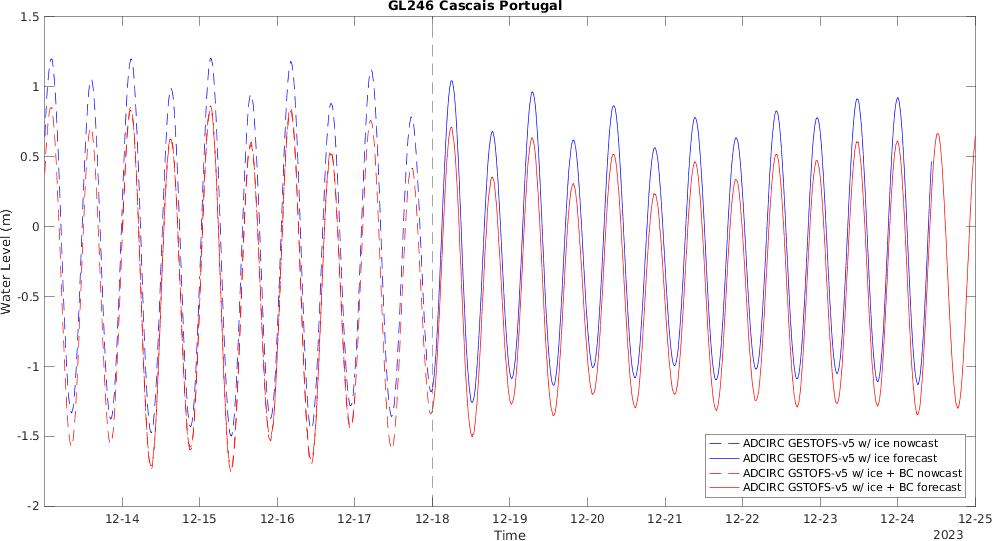 GL246 Cascais Portugal
1.5
1
0.5
0
-0.5
-1
-1.5
-2
Water Level (m)
ADCIRC GESTOFS-v5 w/ ice nowcast
ADCIRC GESTOFS-v5 w/ ice forecast
ADCIRC GSTOFS-v5 w/ ice + BC nowcast
ADCIRC GSTOFS-v5 w/ ice + BC forecast
12-14 12-15 12-16 12-17 12-18 12-19 12-20 12-21 12-22 12-23 12-24 12-25
Time
2023